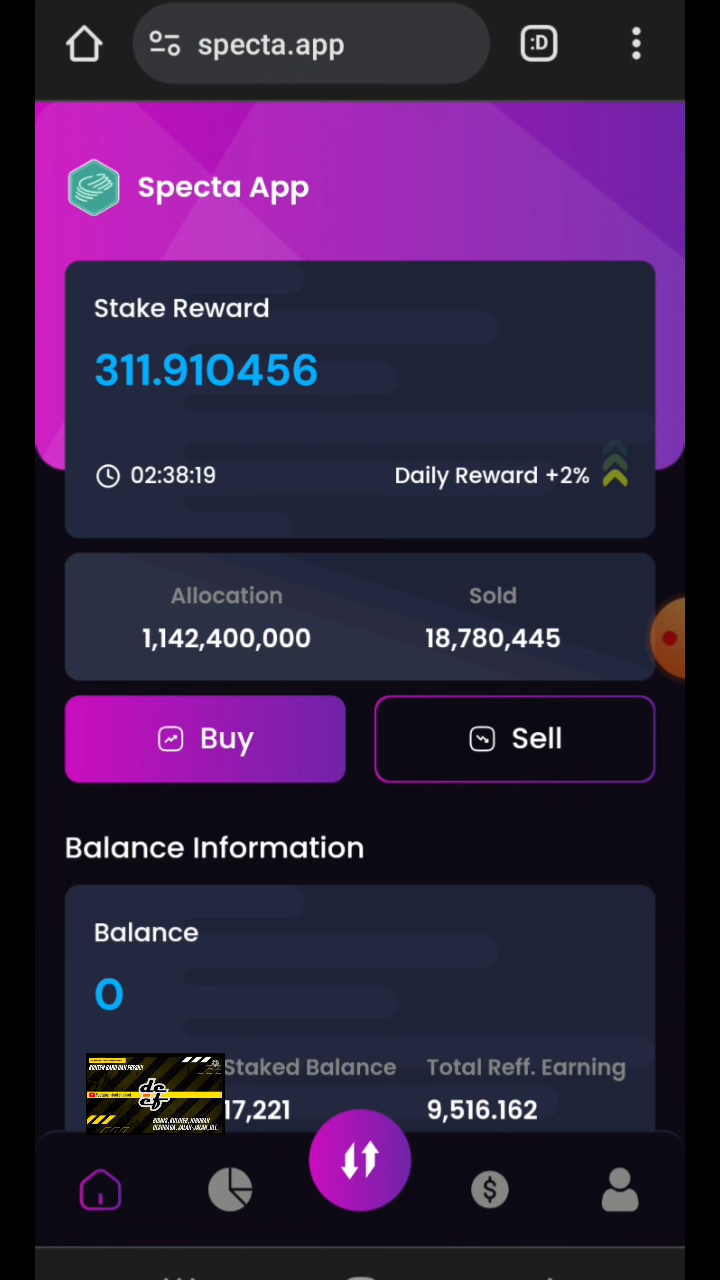 :D
specta.app
Specta App
Stake Reward
311.910456
02:38:19
Daily Reward +2%
Allocation
Sold
1,142,400,000
18,780,445
Buy
Sell
Balance Information
Balance
0
Staked Balance
Total Reff. Earning
17,221
9,516.162
$